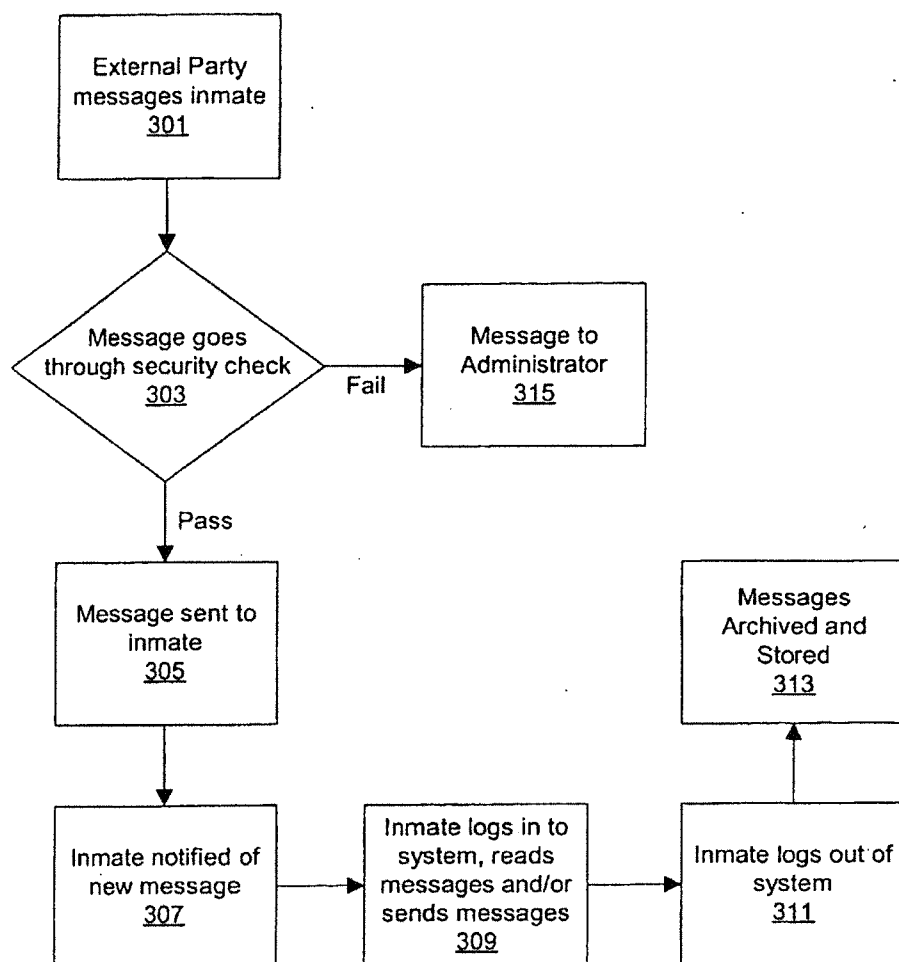 External Party
messages inmate
301
Message goes
through security check
303
Fail
Message to
Administrator
315
Pass
Message sent to
inmate
305
Messages
Archived and
Stored
313
Inmate notified of
new message
307
Inmate logs in to
system, reads
messages and/or
sends messages
309
Inmate logs out of
system
311